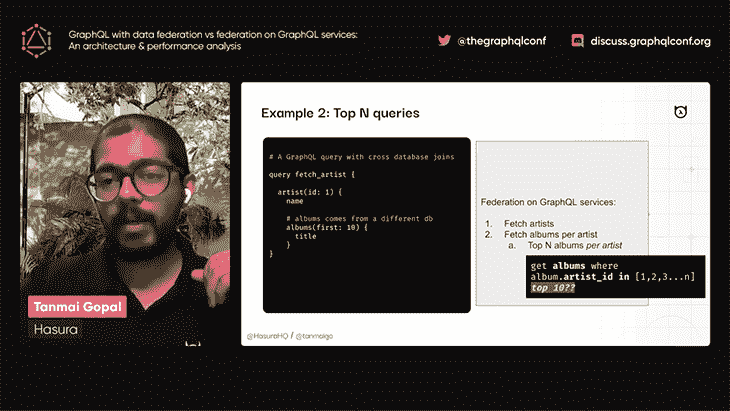 GraphQL with data federation vs federation on GraphQL services:
An architecture & performance analysis
@thegraphqlconf
discuss.graphqlconf.org
Example 2: Top N queries
# A GraphQL query with cross database joins
query fetch_artist {
artist(id: 1) {
name
# albums comes from a different db
albums(first: 10) {
title
}
}
Federation on GraphQL services:
1. Fetch artists
2. Fetch albums per artist
a. Top N albums per artist
get albums where
album.artist_id in [1,2,3...n]
top 10??
Tanmai Gopal
Hasura
@HasuraHQ / @tanmaigo